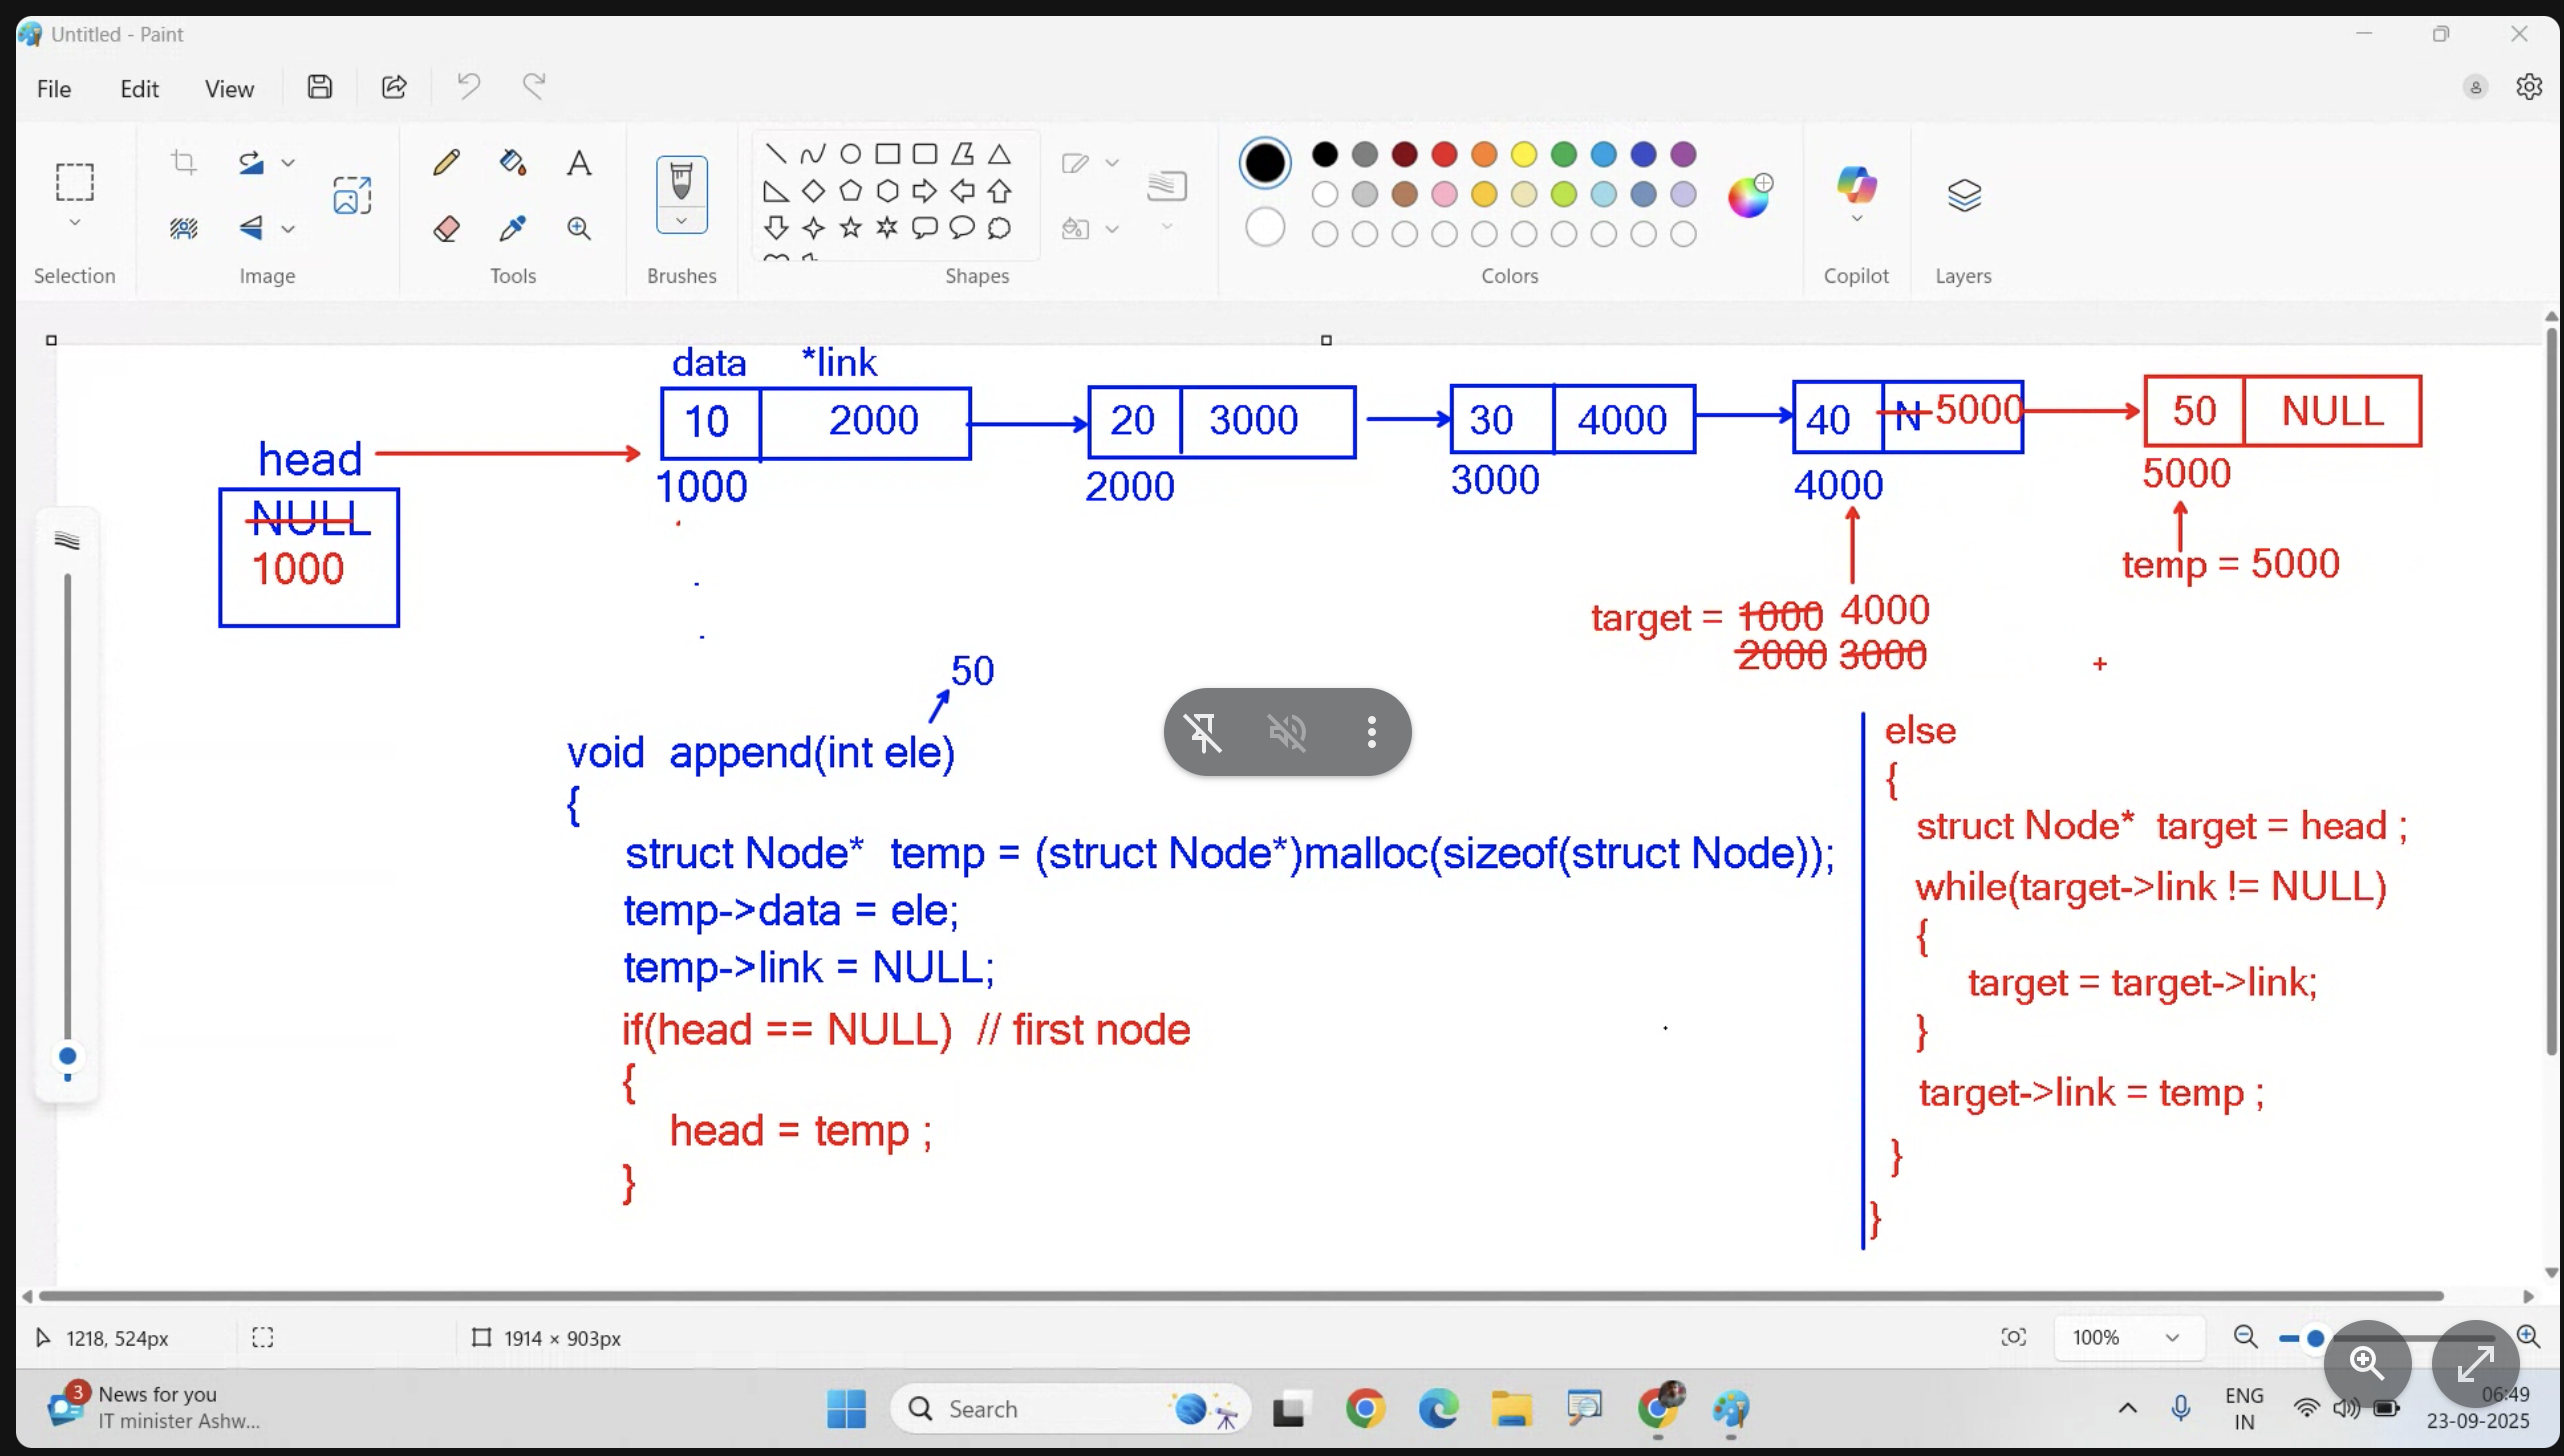 Untitled - Paint
File Edit View
Selection Image Tools Brushes Shapes Colors Copilot Layers
data *link
10 2000 20 3000 30 4000 40 N 5000 50 NULL
head
1000 2000 3000 4000 5000
NULL
1000
temp = 5000
target = 1000 4000
2000 3000
50
void append(int ele)
{
struct Node* temp = (struct Node*)malloc(sizeof(struct Node));
temp->data = ele;
temp->link = NULL;
if(head == NULL) // first node
{
head = temp ;
}
else
{
struct Node* target = head ;
while(target->link != NULL)
{
target = target->link;
}
target->link = temp ;
}
}
1218, 524px 1914 × 903px 100%
3 News for you
IT minister Ashw...
Search
ENG
IN
06:49
23-09-2025